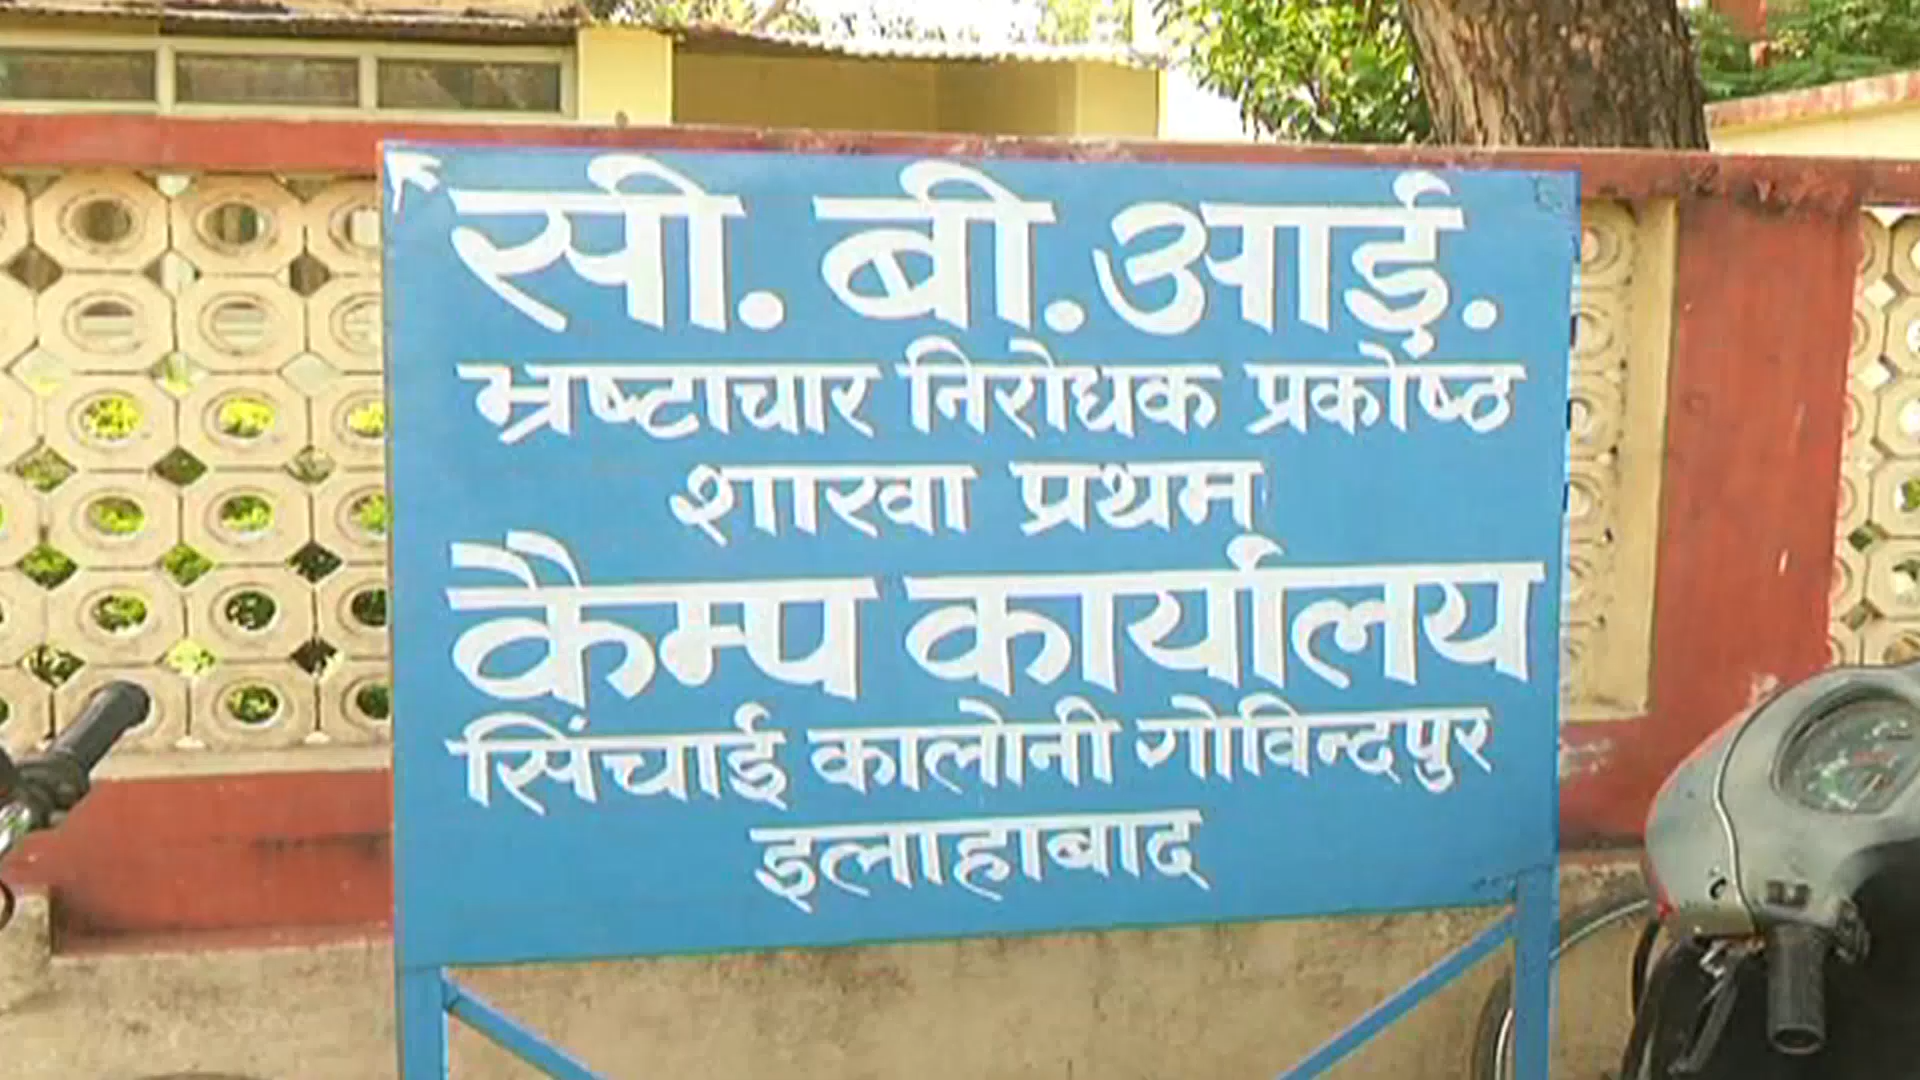 सी. बी. आई.
भ्रष्टाचार निरोधक प्रकोष्ठ
शाखा प्रथम
कैम्प कार्यालय
सिंचाई कालोनी गोविन्दपुर
इलाहाबाद